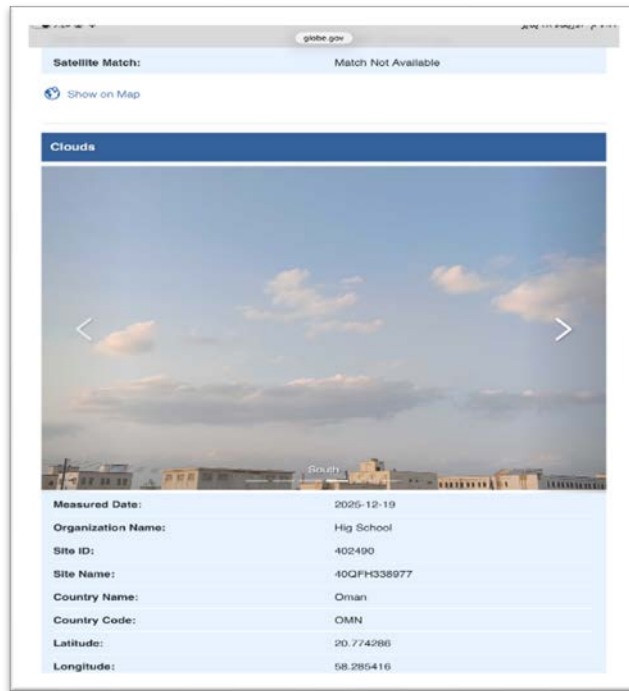 globe.gov
Satellite Match: Match Not Available
Show on Map
Clouds
South
Measured Date: 2025-12-19
Organization Name: Hig School
Site ID: 402490
Site Name: 40QFH338977
Country Name: Oman
Country Code: OMN
Latitude: 20.774286
Longitude: 58.285416